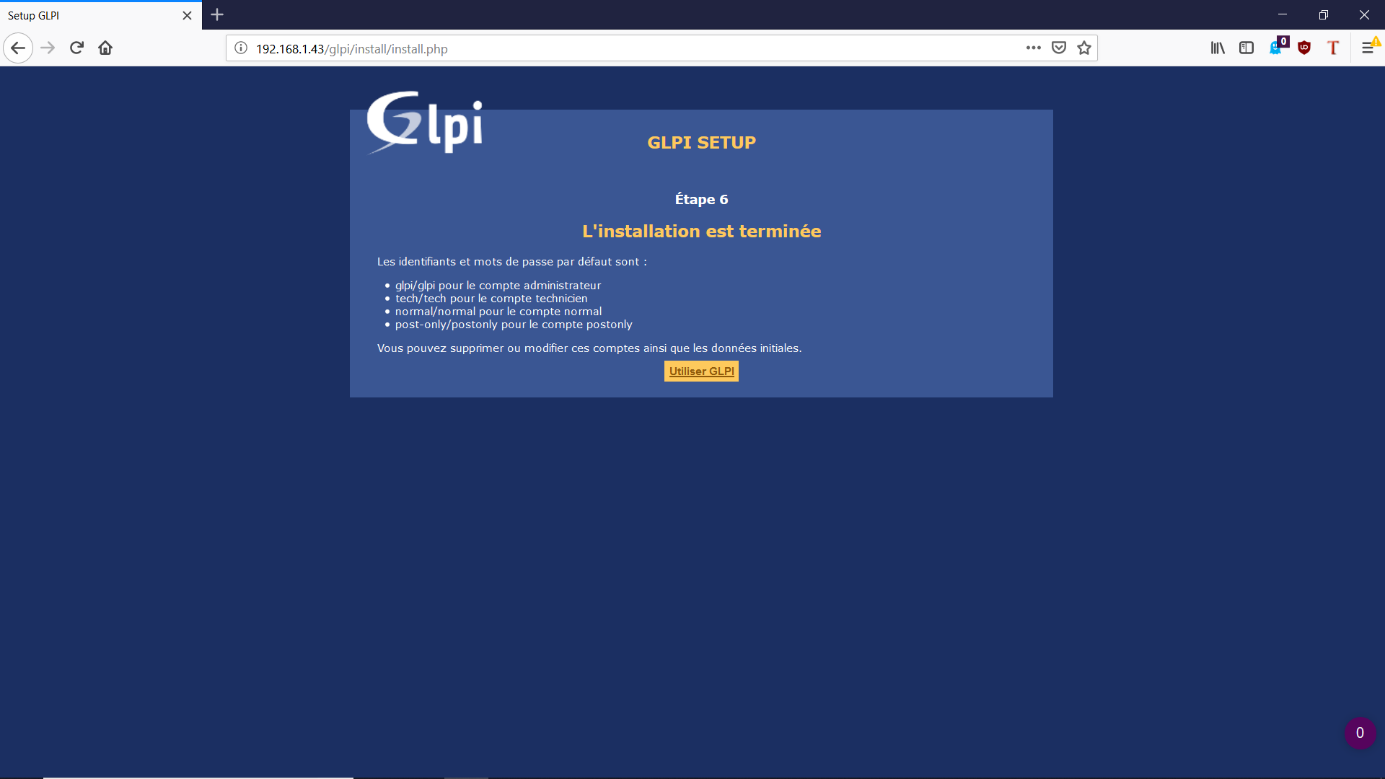 Setup GLPI
192.168.1.43/glpi/install/install.php
0
Glpi
GLPI SETUP
Étape 6
L'installation est terminée
Les identifiants et mots de passe par défaut sont :
glpi/glpi pour le compte administrateur
tech/tech pour le compte technicien
normal/normal pour le compte normal
post-only/postonly pour le compte postonly
Vous pouvez supprimer ou modifier ces comptes ainsi que les données initiales.
Utiliser GLPI
0